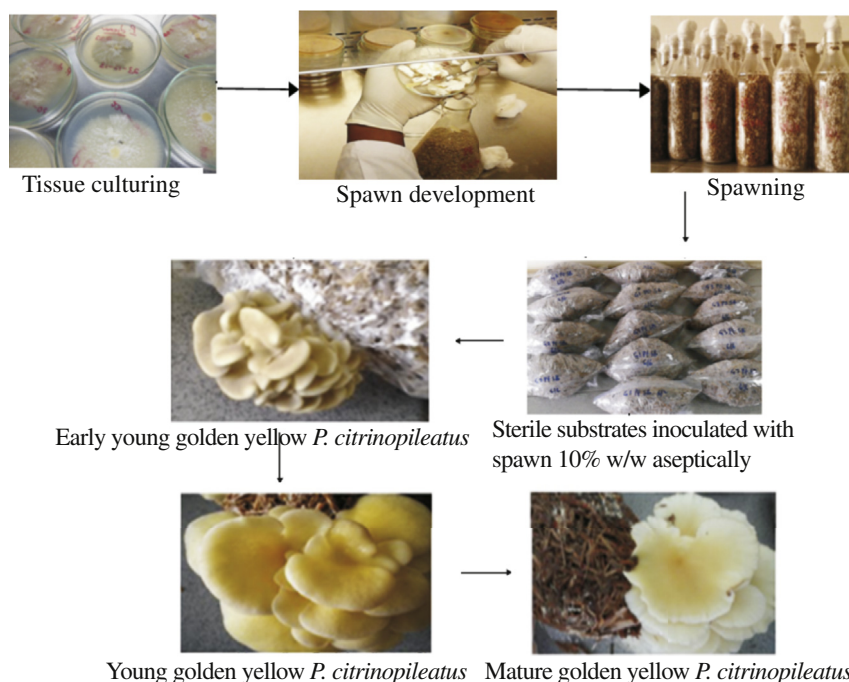 Tissue culturing
Spawn development
Spawning
Early young golden yellow P. citrinopileatus
Sterile substrates inoculated with
spawn 10% w/w aseptically
Young golden yellow P. citrinopileatus
Mature golden yellow P. citrinopileatus